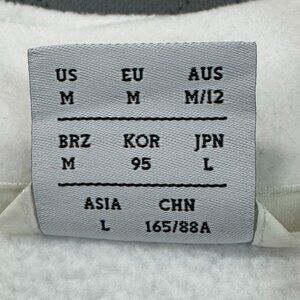 US EU AUS
M M M/12
BRZ KOR JPN
M 95 L
ASIA CHN
L 165/88A